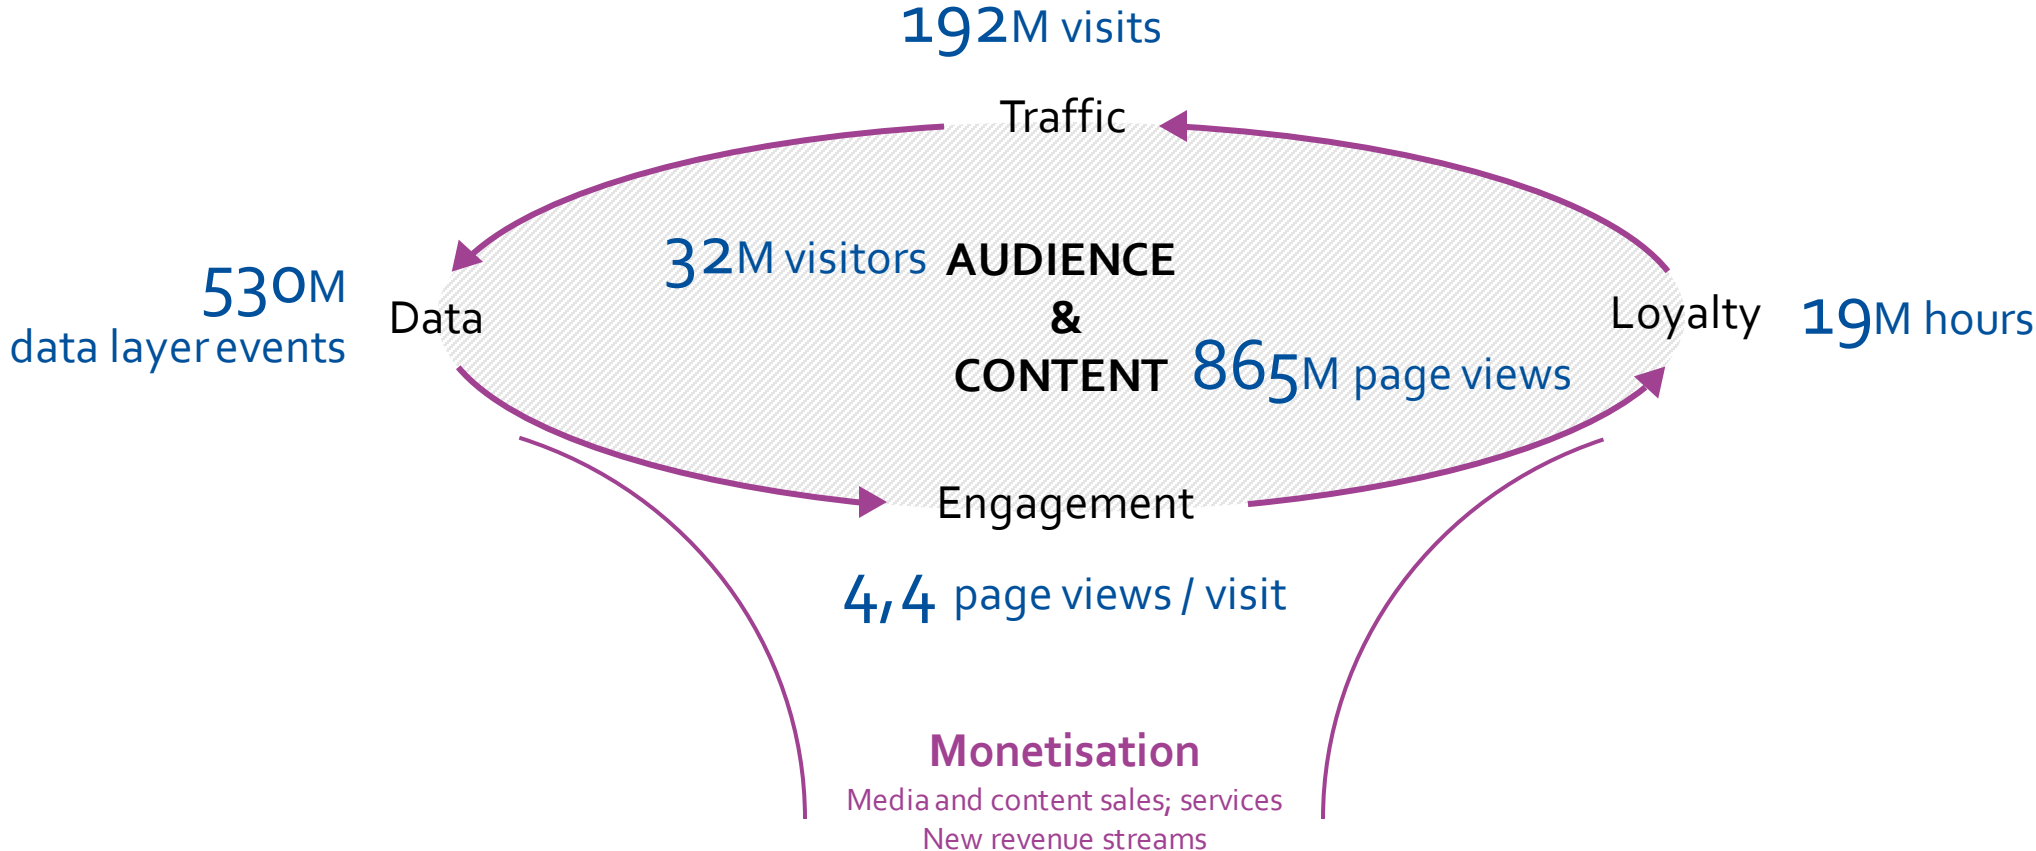 192M visits
Traffic
32M visitors AUDIENCE
&
CONTENT 865M page views
530M
data layer events
Data
Loyalty 19M hours
Engagement
4,4 page views / visit
Monetisation
Media and content sales; services
New revenue streams